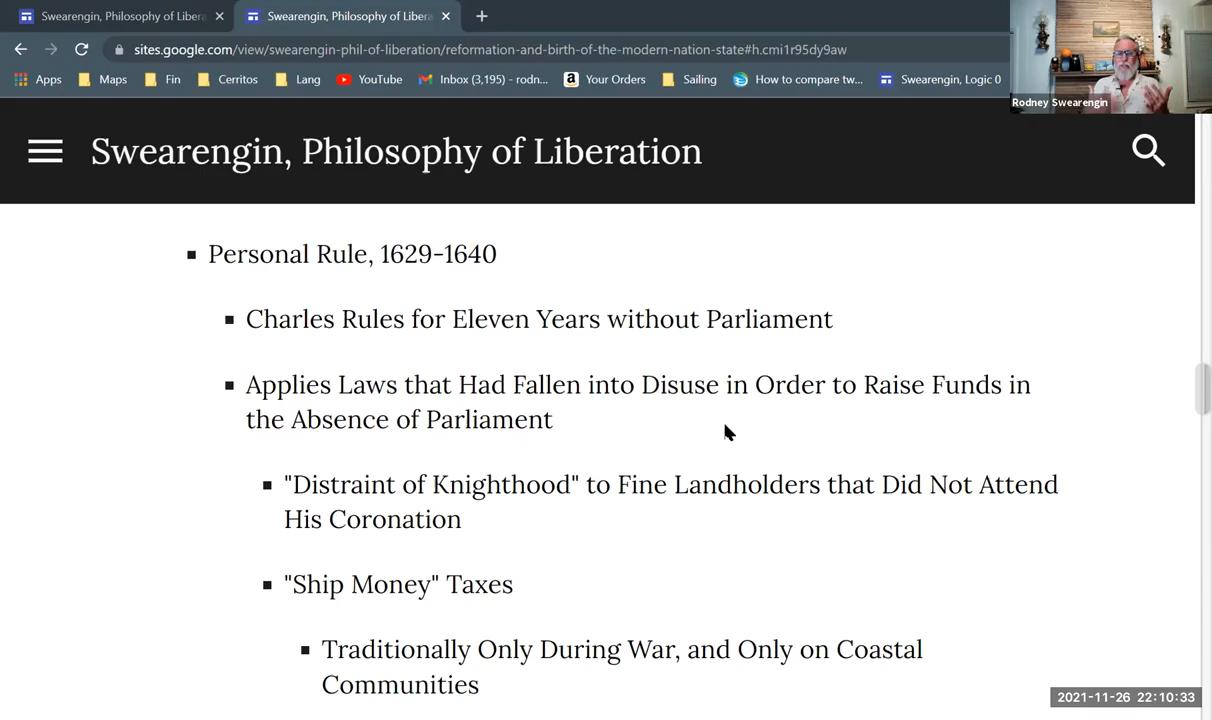 Swearengin, Philosophy of Libera
Swearengin, Philosophy of Libera
sites.google.com/view/swearengin-phil-of-liberation/reformation-and-birth-of-the-modern-nation-state#h.cmi1r95dy9aw
Apps Maps Fin Cerritos Lang YouTube Inbox (3,195) - rodn... Your Orders Sailing How to compare tw... Swearengin, Logic 0
Rodney Swearengin
Swearengin, Philosophy of Liberation
Personal Rule, 1629-1640
Charles Rules for Eleven Years without Parliament
Applies Laws that Had Fallen into Disuse in Order to Raise Funds in
the Absence of Parliament
"Distraint of Knighthood" to Fine Landholders that Did Not Attend
His Coronation
"Ship Money" Taxes
Traditionally Only During War, and Only on Coastal
Communities
2021-11-26 22:10:33